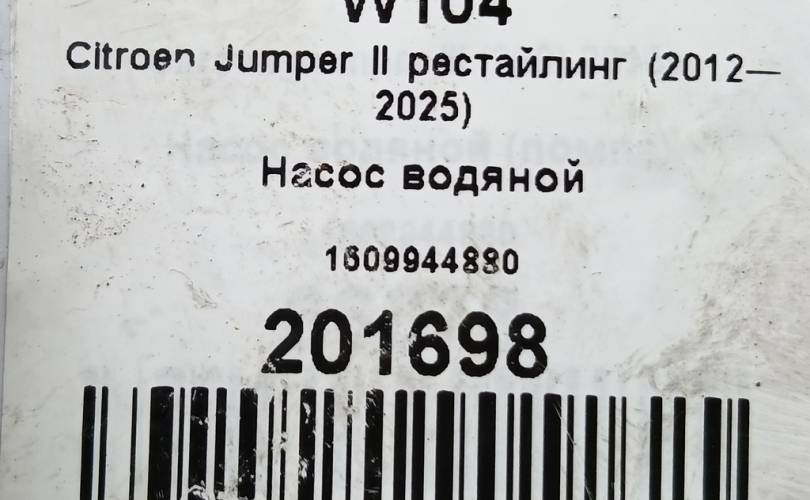 W104
Citroen Jumper II рестайлинг (2012—
2025)
Насос водяной
1609944880
201698